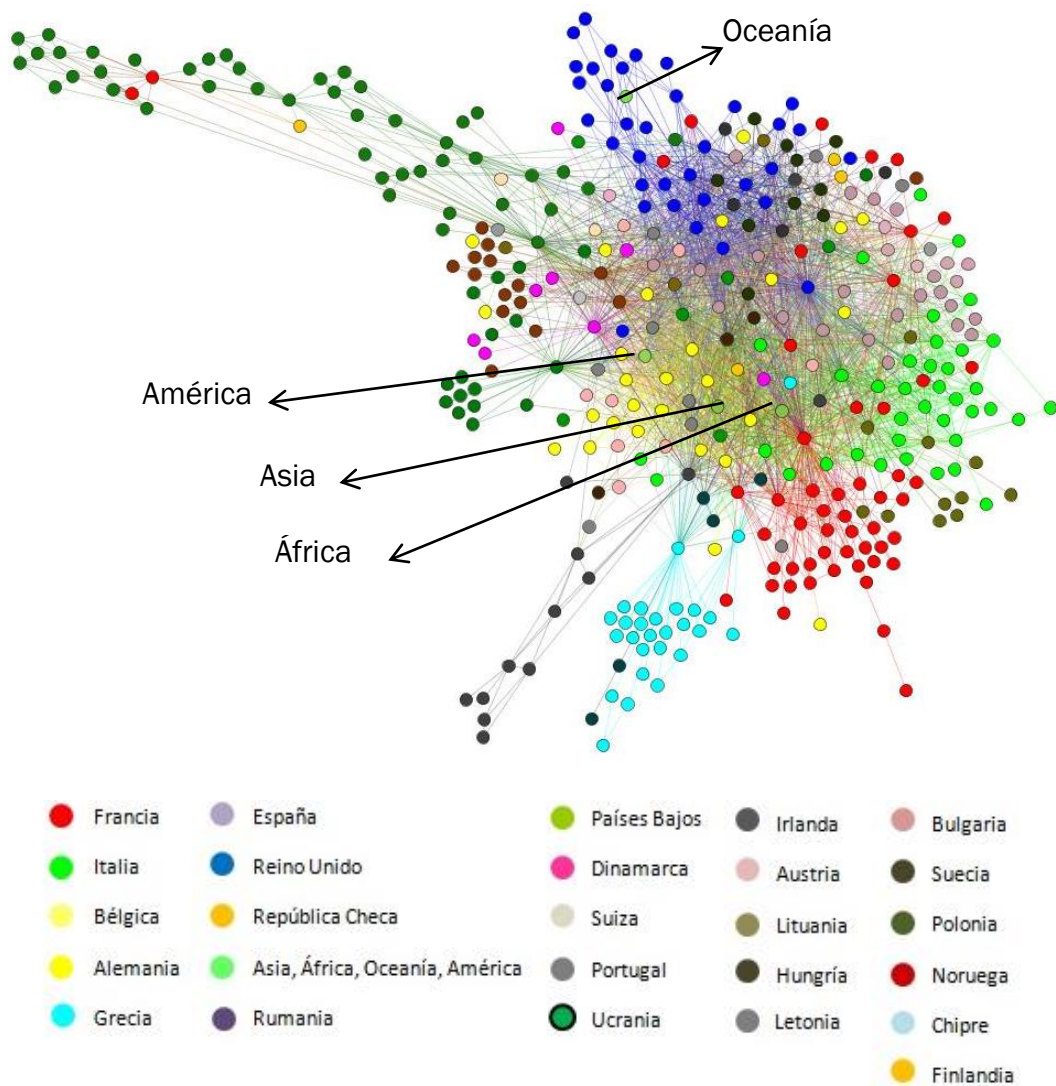 Oceanía
América
Asia
África
Francia
Italia
Bélgica
Alemania
Grecia
España
Reino Unido
República Checa
Asia, África, Oceanía, América
Rumania
Países Bajos
Dinamarca
Suiza
Portugal
Ucrania
Irlanda
Austria
Lituania
Hungría
Letonia
Bulgaria
Suecia
Polonia
Noruega
Chipre
Finlandia